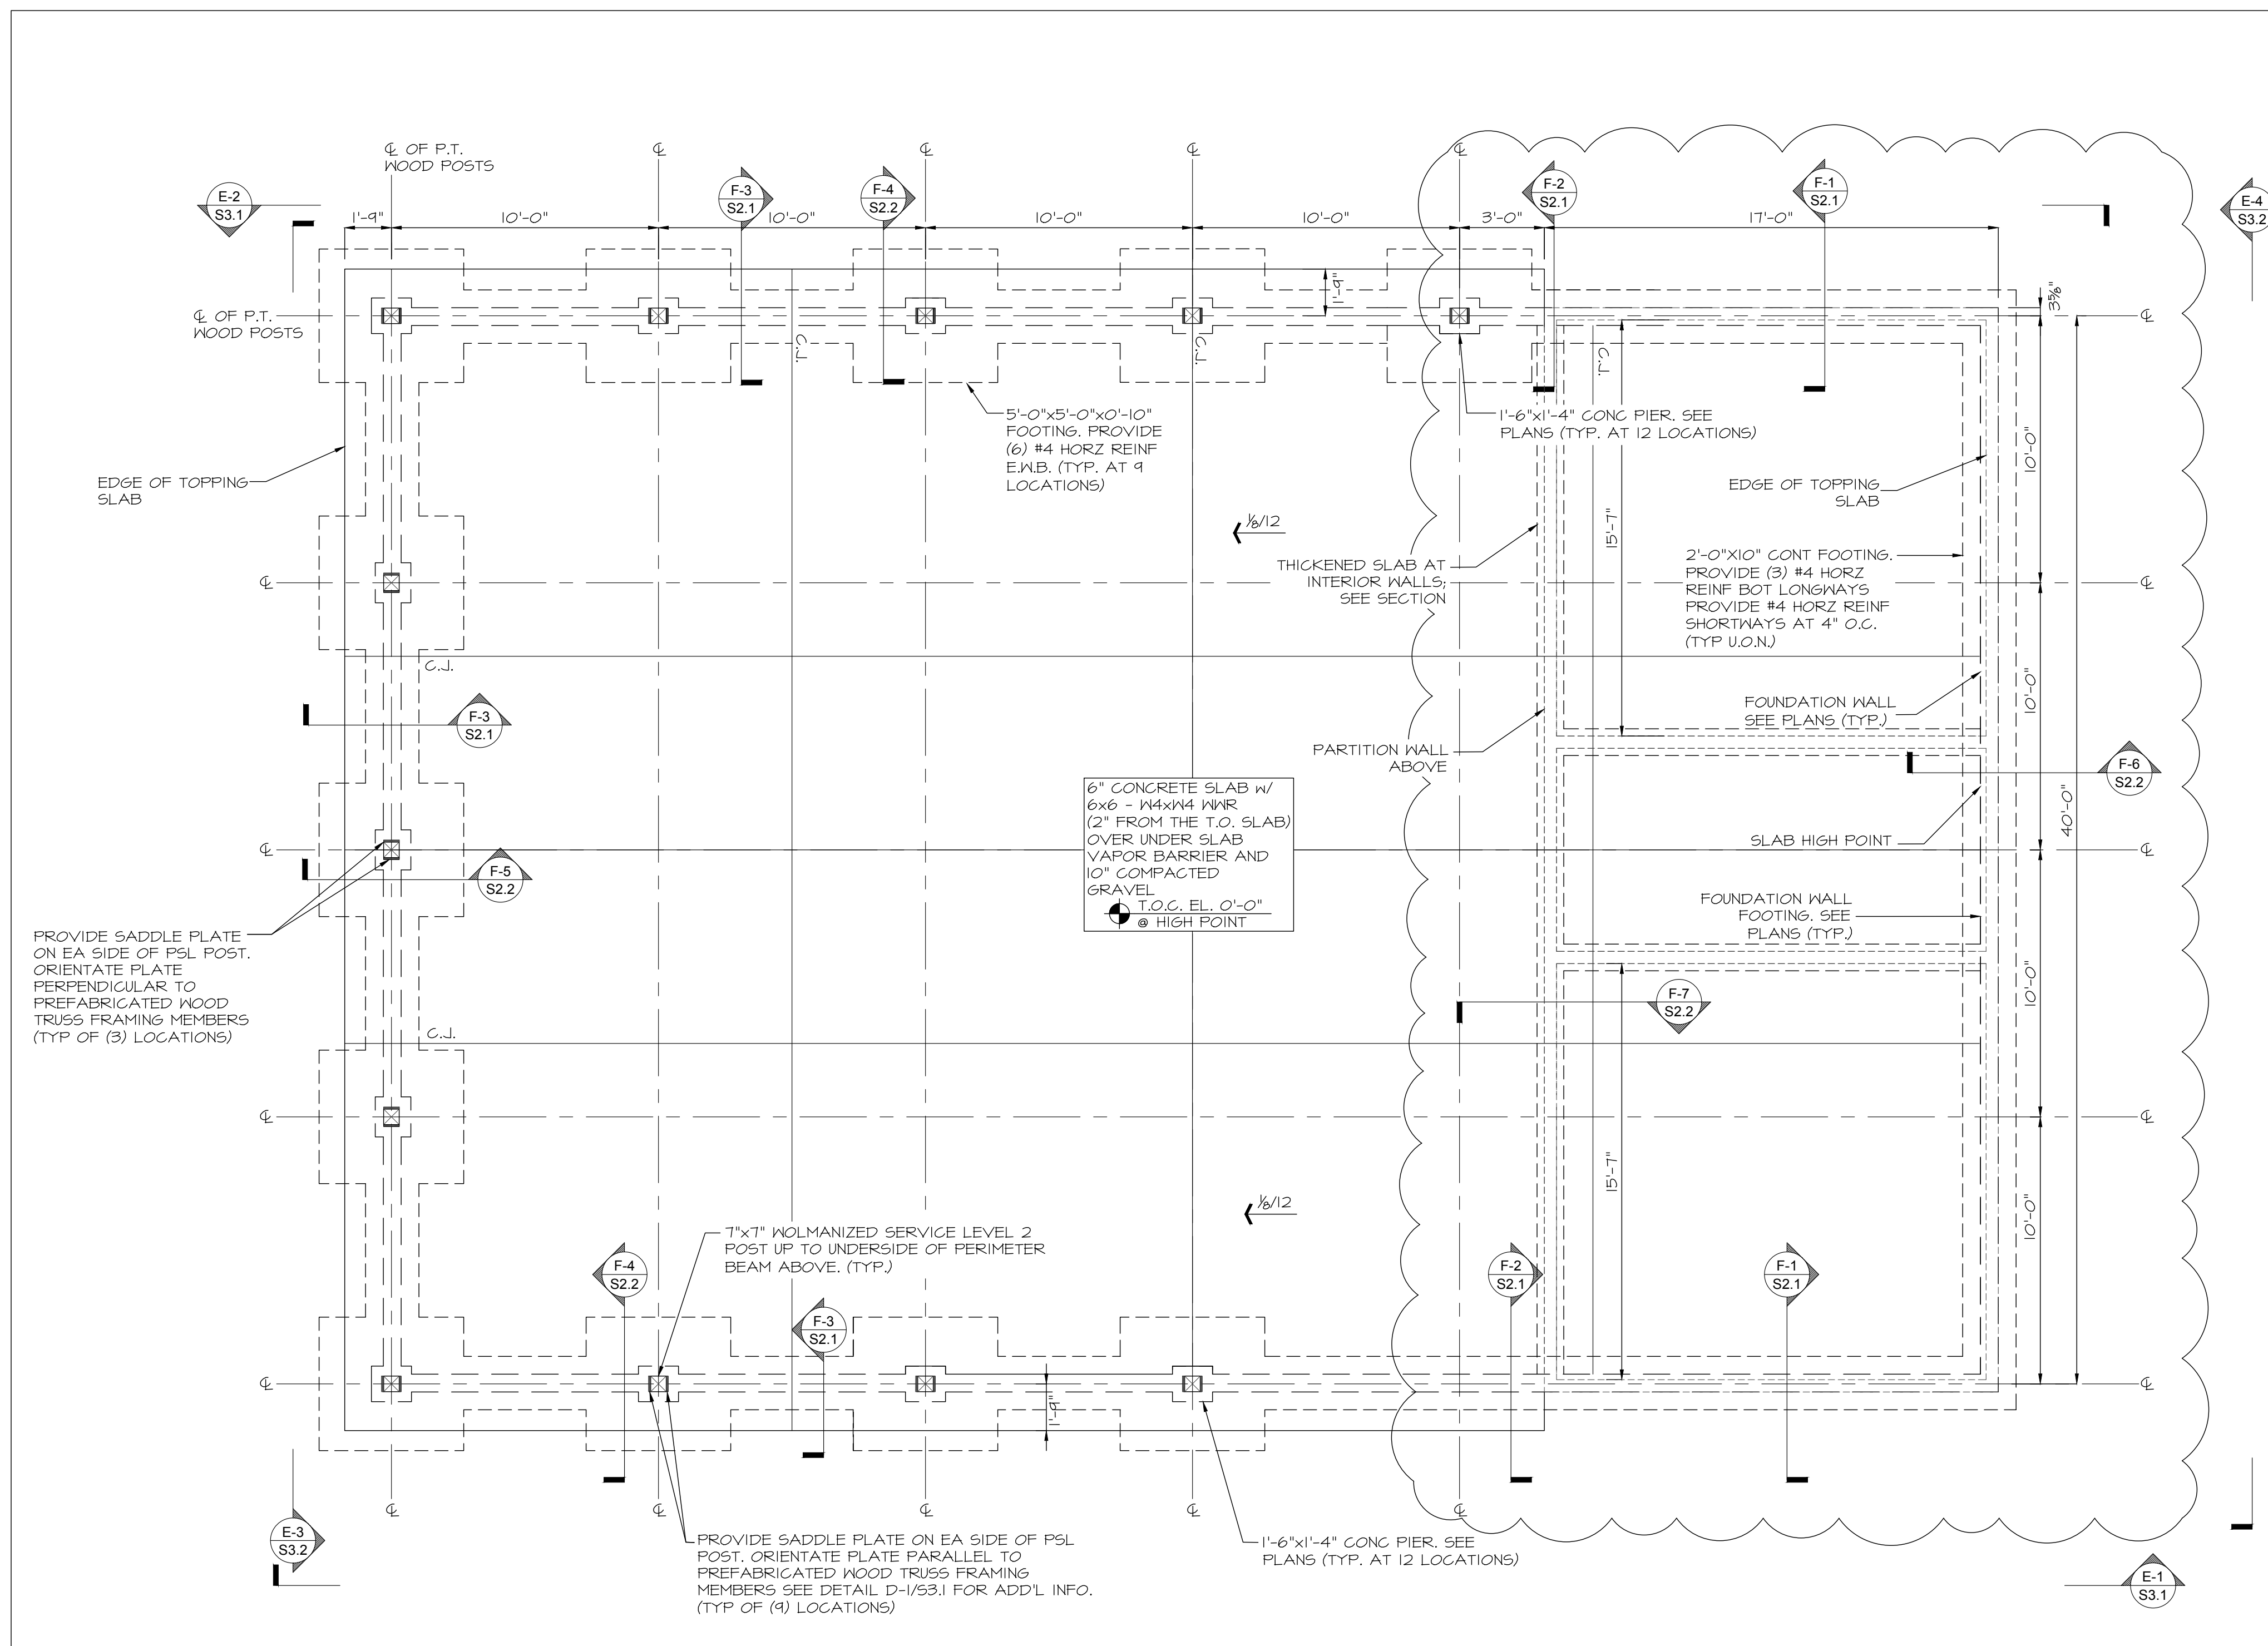 ℄ OF P.T.
WOOD POSTS
℄
℄
℄
℄
E-2
S3.1
F-3
S2.1
F-4
S2.2
F-2
S2.1
F-1
S2.1
E-4
S3.2
1'-9"
10'-0"
10'-0"
10'-0"
10'-0"
3'-0"
17'-0"
1'-9"
3⅝"
℄ OF P.T.
WOOD POSTS
℄
C.J.
C.J.
C.J.
5'-0"x5'-0"x0'-10"
FOOTING. PROVIDE
(6) #4 HORZ REINF
E.W.B. (TYP. AT 9
LOCATIONS)
1'-6"x1'-4" CONC PIER. SEE
PLANS (TYP. AT 12 LOCATIONS)
10'-0"
EDGE OF TOPPING
SLAB
EDGE OF TOPPING
SLAB
15'-7"
⅛/12
THICKENED SLAB AT
INTERIOR WALLS;
SEE SECTION
2'-0"X10" CONT FOOTING.
PROVIDE (3) #4 HORZ
REINF BOT LONGWAYS
PROVIDE #4 HORZ REINF
SHORTWAYS AT 4" O.C.
(TYP U.O.N.)
℄
℄
C.J.
F-3
S2.1
FOUNDATION WALL
SEE PLANS (TYP.)
10'-0"
PARTITION WALL
ABOVE
F-6
S2.2
40'-0"
6" CONCRETE SLAB w/
6x6 - W4xW4 WWR
(2" FROM THE T.O. SLAB)
OVER UNDER SLAB
VAPOR BARRIER AND
10" COMPACTED
GRAVEL
T.O.C. EL. 0'-0"
@ HIGH POINT
SLAB HIGH POINT
℄
℄
F-5
S2.2
FOUNDATION WALL
FOOTING. SEE
PLANS (TYP.)
PROVIDE SADDLE PLATE
ON EA SIDE OF PSL POST.
ORIENTATE PLATE
PERPENDICULAR TO
PREFABRICATED WOOD
TRUSS FRAMING MEMBERS
(TYP OF (3) LOCATIONS)
10'-0"
F-7
S2.2
C.J.
℄
℄
15'-7"
10'-0"
⅛/12
7"x7" WOLMANIZED SERVICE LEVEL 2
POST UP TO UNDERSIDE OF PERIMETER
BEAM ABOVE. (TYP.)
F-4
S2.2
F-3
S2.1
F-2
S2.1
F-1
S2.1
℄
℄
1'-9"
℄
℄
℄
℄
℄
E-3
S3.2
PROVIDE SADDLE PLATE ON EA SIDE OF PSL
POST. ORIENTATE PLATE PARALLEL TO
PREFABRICATED WOOD TRUSS FRAMING
MEMBERS SEE DETAIL D-1/S3.1 FOR ADD'L INFO.
(TYP OF (9) LOCATIONS)
1'-6"x1'-4" CONC PIER. SEE
PLANS (TYP. AT 12 LOCATIONS)
E-1
S3.1